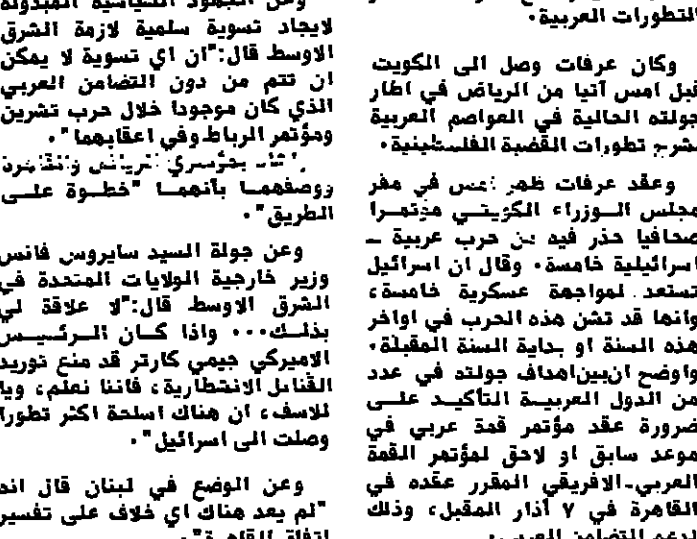 التطورات العربية.
وكان عرفات وصل الى الكويت
قبل امس آتيا من الرياض في اطار
جولته الحالية في العواصم العربية
لشرح تطورات القضية الفلسطينية.
وعقد عرفات ظهر امس في مقر
مجلس الوزراء الكويتي مؤتمرا
صحافيا حذر فيه من حرب عربية ـ
اسرائيلية خامسة. وقال ان اسرائيل
تستعد لمواجهة عسكرية خامسة،
وانها قد تشن هذه الحرب في اواخر
هذه السنة او بداية السنة المقبلة.
واوضح ان بين اهداف جولته في عدد
من الدول العربية التأكيد على
ضرورة عقد مؤتمر قمة عربي في
موعد سابق او لاحق لمؤتمر القمة
العربي-الافريقي المقرر عقده في
القاهرة في ٧ آذار المقبل، وذلك
لدعم التضامن العربي.
وعن الجهود السياسية المبذولة
لايجاد تسوية سلمية لازمة الشرق
الاوسط قال:"ان اي تسوية لا يمكن
ان تتم من دون التضامن العربي
الذي كان موجودا خلال حرب تشرين
ومؤتمر الرباط وفي اعقابهما".
بمؤتمري الرياض والقاهرة
ووصفهما بأنهما "خطوة على
الطريق".
وعن جولة السيد سايروس فانس
وزير خارجية الولايات المتحدة في
الشرق الاوسط قال:"لا علاقة لي
بذلك... واذا كان الرئيس
الاميركي جيمي كارتر قد منع توريد
القنابل الانشطارية، فاننا نعلم، ويا
للاسف، ان هناك اسلحة اكثر تطورا
وصلت الى اسرائيل".
وعن الوضع في لبنان قال انه
"لم يعد هناك اي خلاف على تفسير
اتفاق القاهرة".